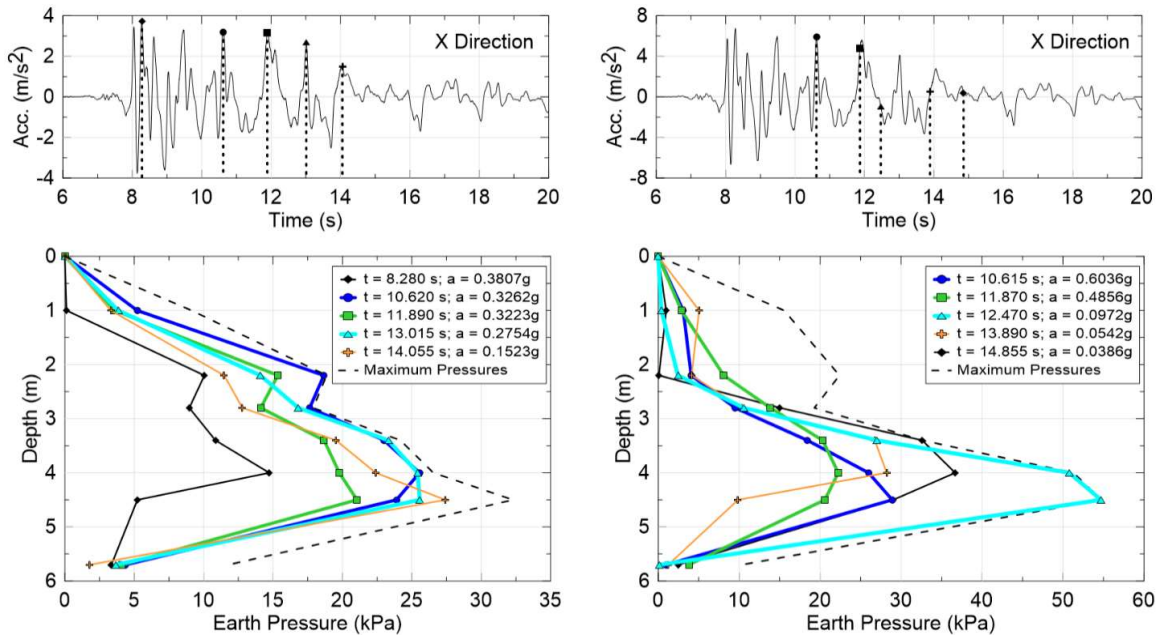 4
2
0
-2
-4
Acc. (m/s²)
X Direction
6 8 10 12 14 16 18 20
Time (s)
8
4
0
-4
-8
Acc. (m/s²)
X Direction
6 8 10 12 14 16 18 20
Time (s)
0
1
2
3
4
5
6
Depth (m)
t = 8.280 s; a = 0.3807g
t = 10.620 s; a = 0.3262g
t = 11.890 s; a = 0.3223g
t = 13.015 s; a = 0.2754g
t = 14.055 s; a = 0.1523g
Maximum Pressures
0 5 10 15 20 25 30 35
Earth Pressure (kPa)
0
1
2
3
4
5
6
Depth (m)
t = 10.615 s; a = 0.6036g
t = 11.870 s; a = 0.4856g
t = 12.470 s; a = 0.0972g
t = 13.890 s; a = 0.0542g
t = 14.855 s; a = 0.0386g
Maximum Pressures
0 10 20 30 40 50 60
Earth Pressure (kPa)